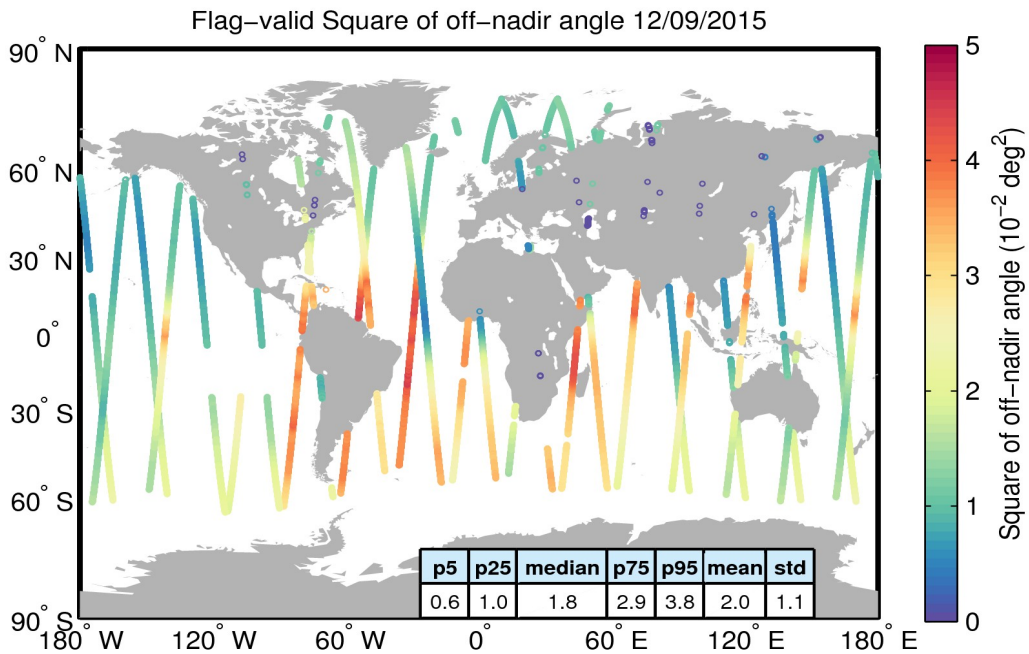 Flag−valid Square of off−nadir angle 12/09/2015
90° N
60° N
30° N
0°
30° S
60° S
90° S
180° W
120° W
60° W
0°
60° E
120° E
180° E
p5 p25 median p75 p95 mean std
0.6 1.0 1.8 2.9 3.8 2.0 1.1
5
4
3
2
1
0
Square of off−nadir angle (10⁻² deg²)